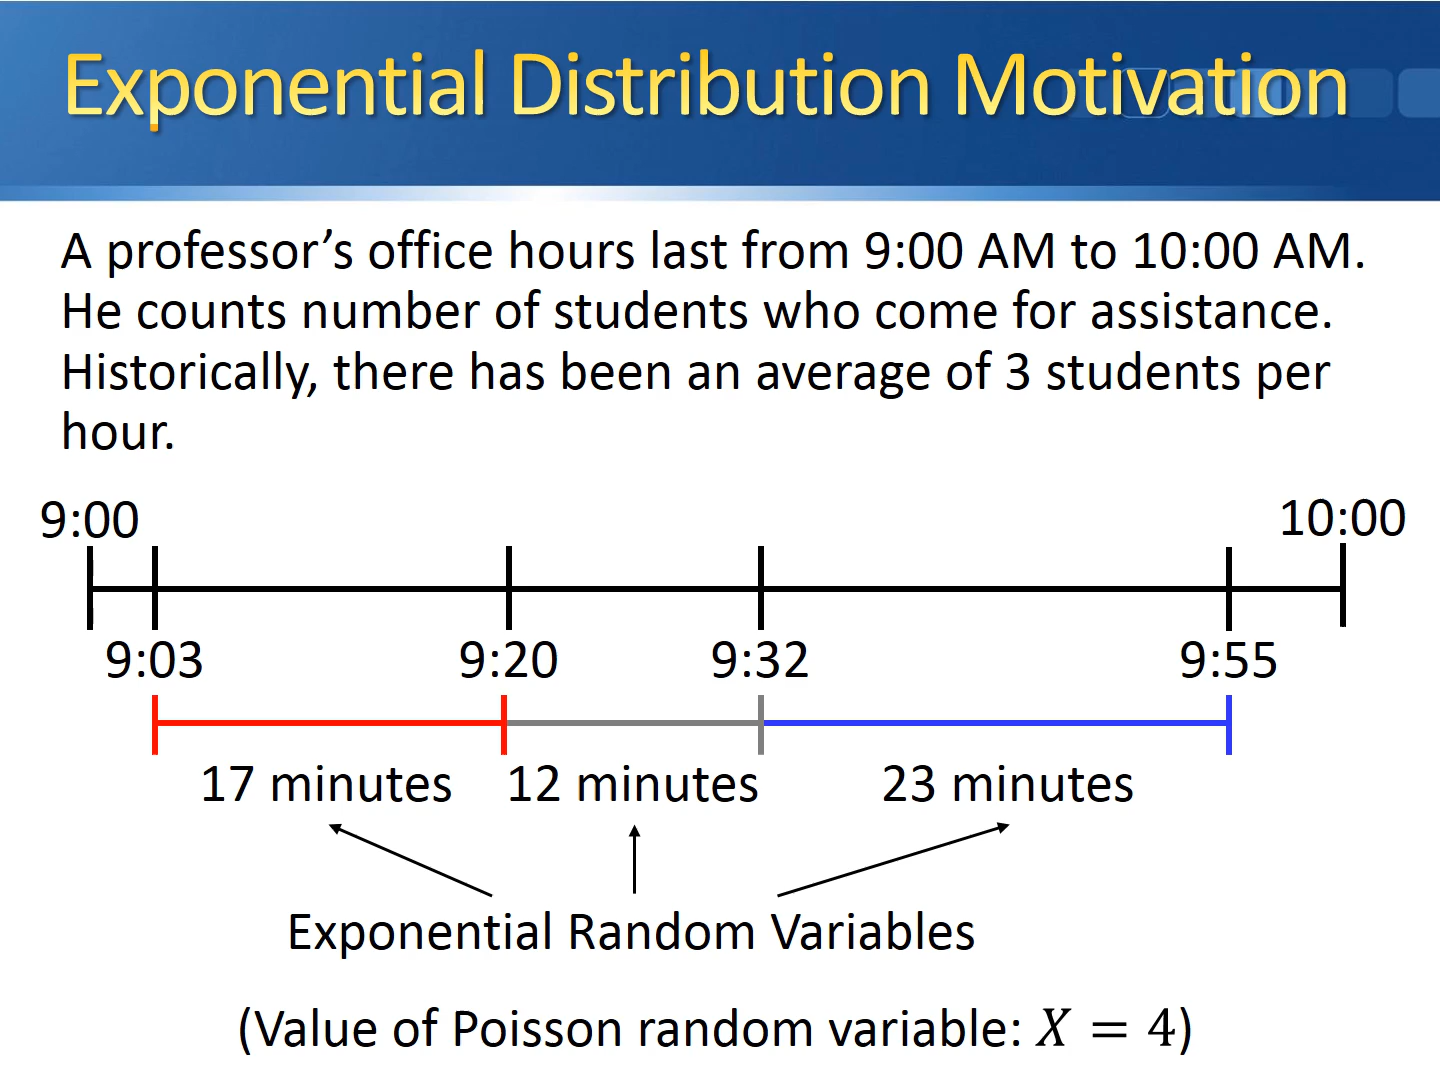 Exponential Distribution Motivation
A professor’s office hours last from 9:00 AM to 10:00 AM.
He counts number of students who come for assistance.
Historically, there has been an average of 3 students per
hour.
9:00 10:00
9:03 9:20 9:32 9:55
17 minutes 12 minutes 23 minutes
Exponential Random Variables
(Value of Poisson random variable: X = 4)